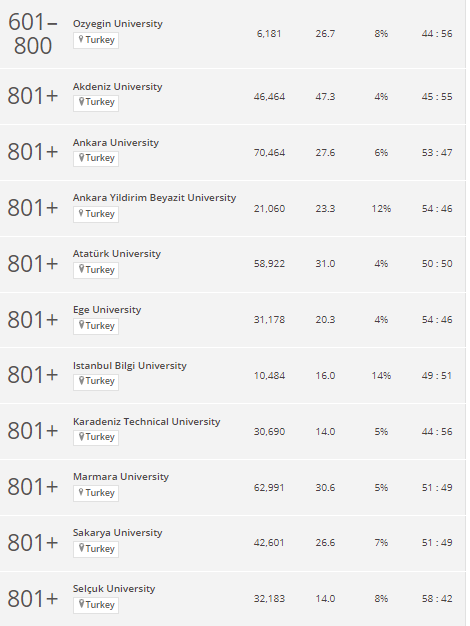 601–
800
Ozyegin University
Turkey
6,181 26.7 8% 44 : 56
801+
Akdeniz University
Turkey
46,464 47.3 4% 45 : 55
801+
Ankara University
Turkey
70,464 27.6 6% 53 : 47
801+
Ankara Yildirim Beyazit University
Turkey
21,060 23.3 12% 54 : 46
801+
Atatürk University
Turkey
58,922 31.0 4% 50 : 50
801+
Ege University
Turkey
31,178 20.3 4% 54 : 46
801+
Istanbul Bilgi University
Turkey
10,484 16.0 14% 49 : 51
801+
Karadeniz Technical University
Turkey
30,690 14.0 5% 44 : 56
801+
Marmara University
Turkey
62,991 30.6 5% 51 : 49
801+
Sakarya University
Turkey
42,601 26.6 7% 51 : 49
801+
Selçuk University
Turkey
32,183 14.0 8% 58 : 42